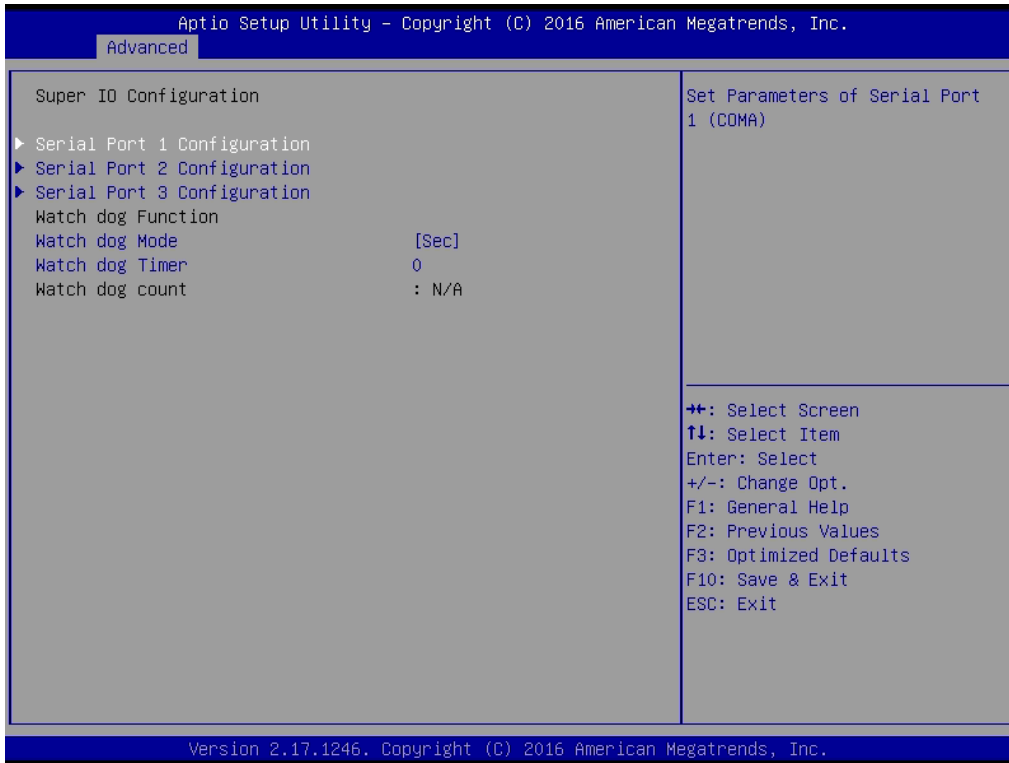 Aptio Setup Utility – Copyright (C) 2016 American Megatrends, Inc.
Advanced
Super IO Configuration
▶ Serial Port 1 Configuration
▶ Serial Port 2 Configuration
▶ Serial Port 3 Configuration
Watch dog Function
Watch dog Mode [Sec]
Watch dog Timer 0
Watch dog count : N/A
Set Parameters of Serial Port
1 (COMA)
→←: Select Screen
↑↓: Select Item
Enter: Select
+/-: Change Opt.
F1: General Help
F2: Previous Values
F3: Optimized Defaults
F10: Save & Exit
ESC: Exit
Version 2.17.1246. Copyright (C) 2016 American Megatrends, Inc.